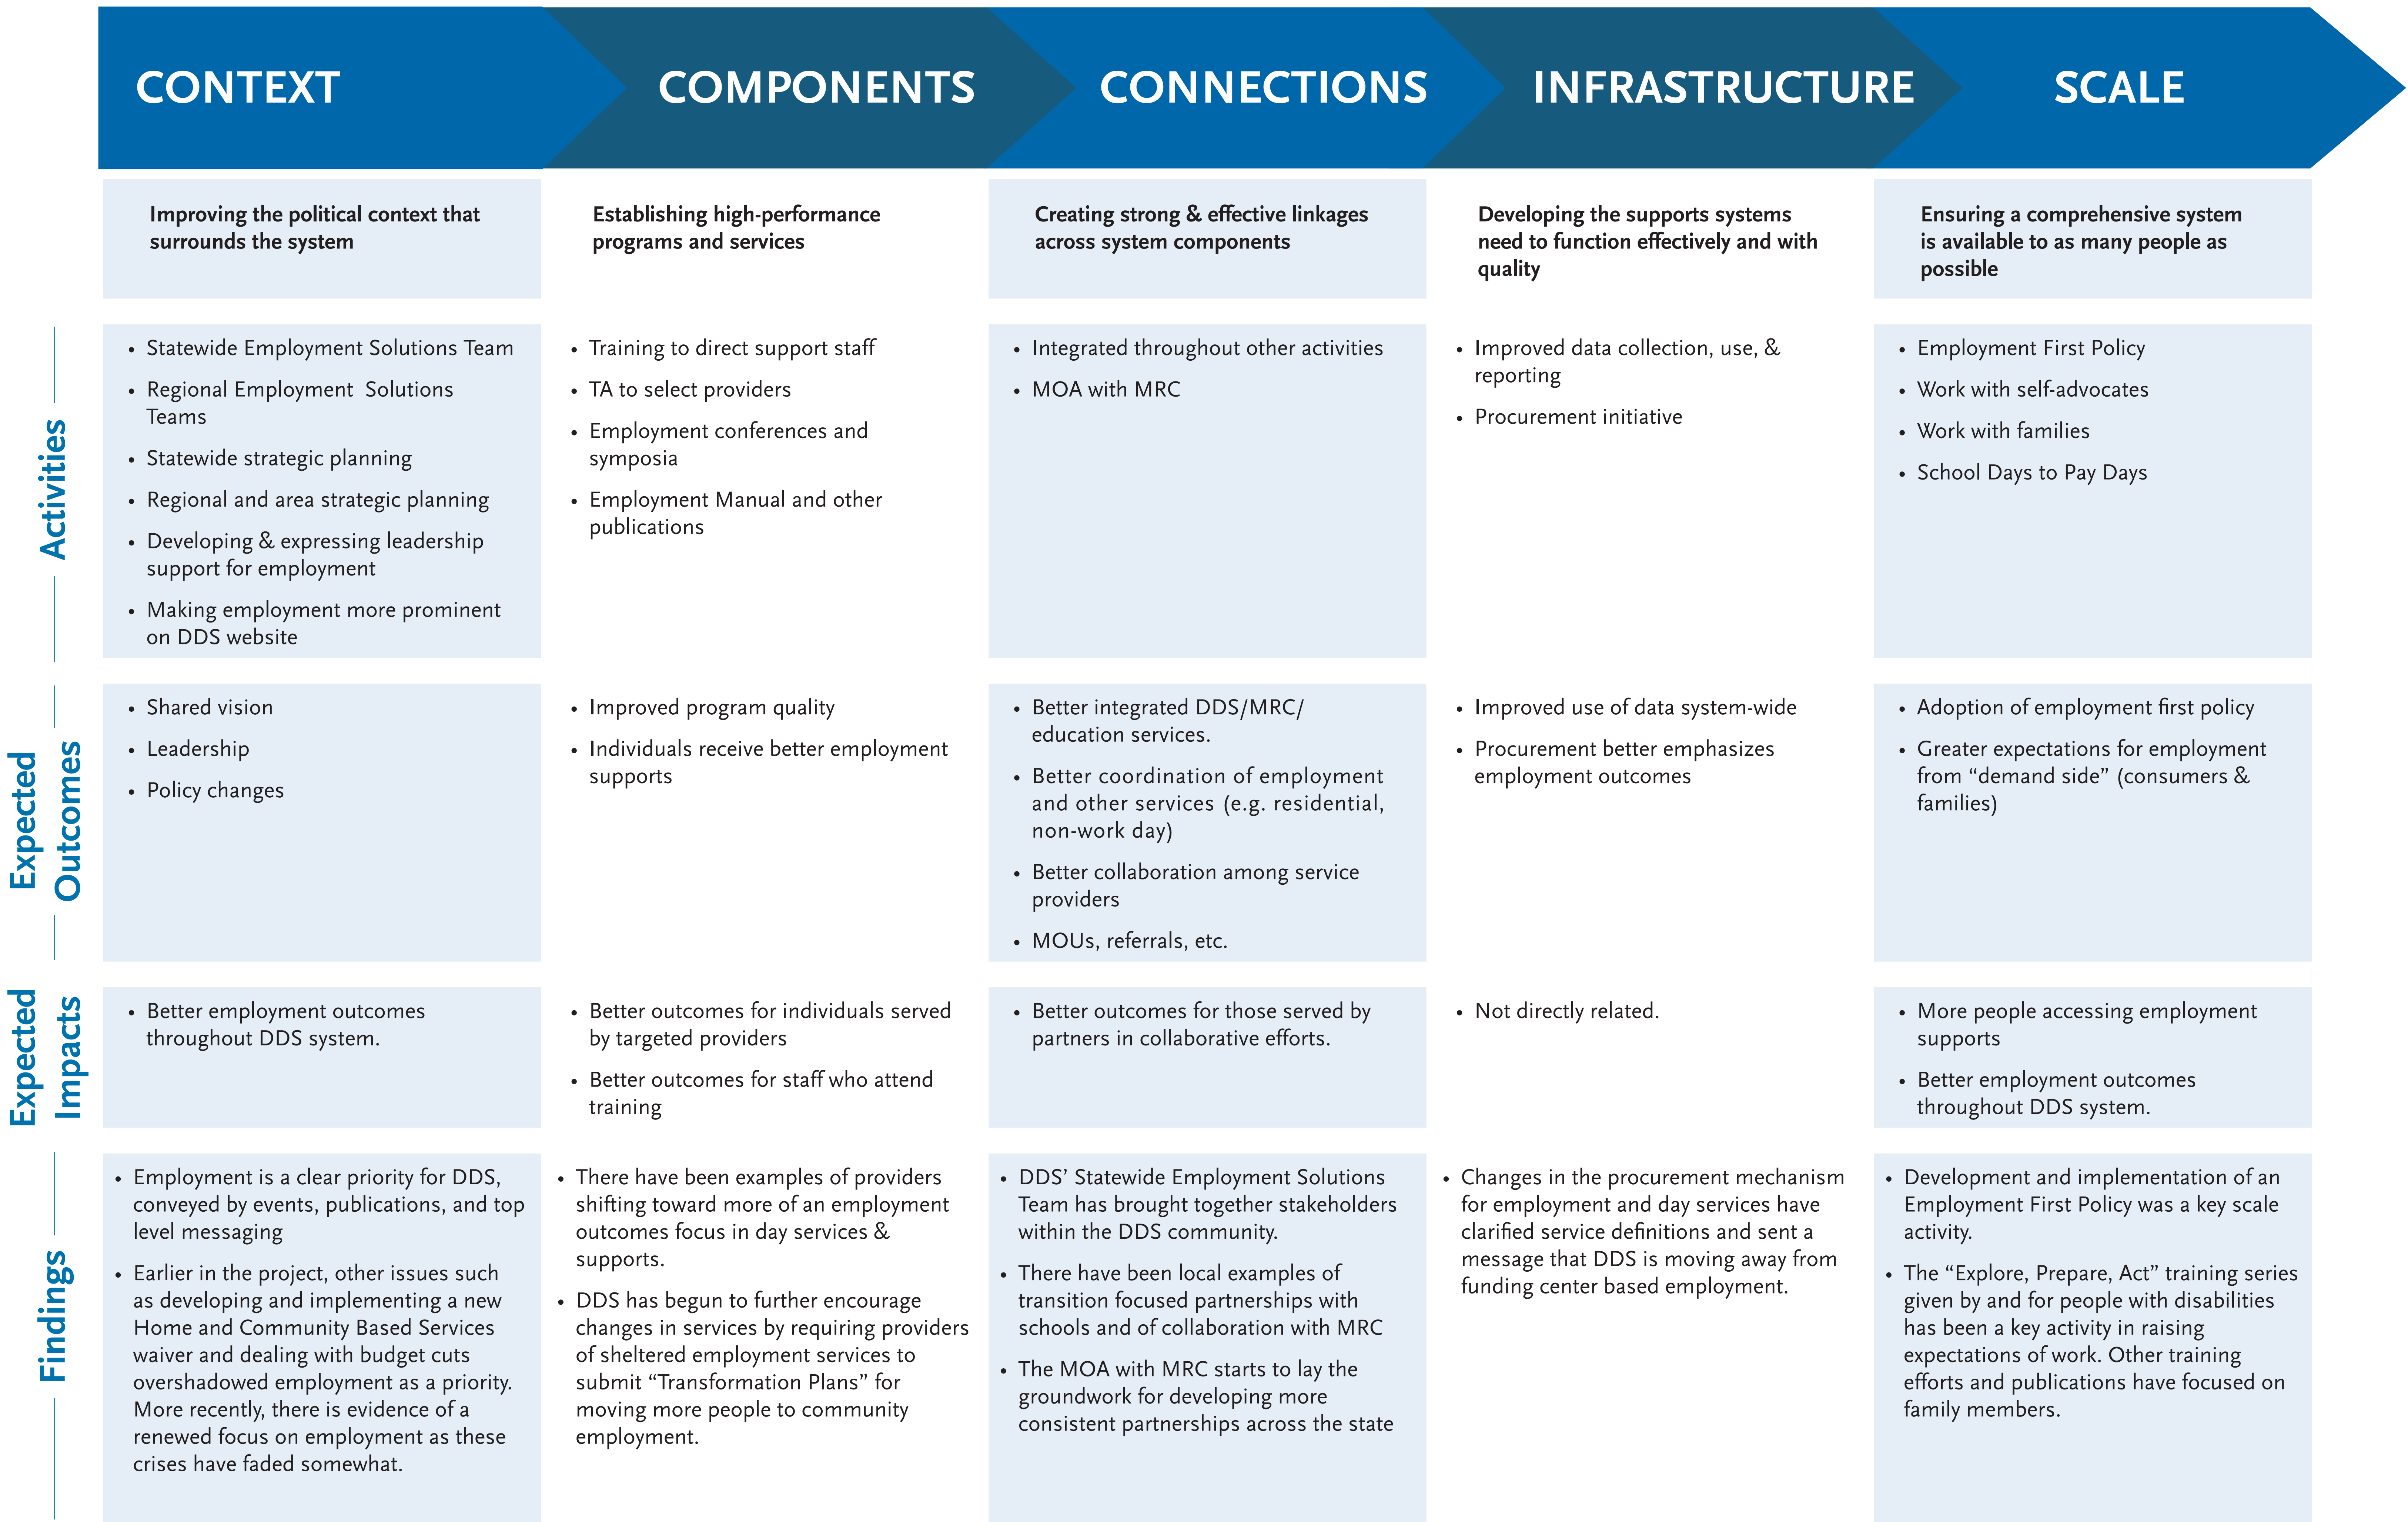 CONTEXT
COMPONENTS
CONNECTIONS
INFRASTRUCTURE
SCALE
Improving the political context that
surrounds the system
Establishing high-performance
programs and services
Creating strong & effective linkages
across system components
Developing the supports systems
need to function effectively and with
quality
Ensuring a comprehensive system
is available to as many people as
possible
Activities
• Statewide Employment Solutions Team
• Regional Employment Solutions
Teams
• Statewide strategic planning
• Regional and area strategic planning
• Developing & expressing leadership
support for employment
• Making employment more prominent
on DDS website
• Training to direct support staff
• TA to select providers
• Employment conferences and
symposia
• Employment Manual and other
publications
• Integrated throughout other activities
• MOA with MRC
• Improved data collection, use, &
reporting
• Procurement initiative
• Employment First Policy
• Work with self-advocates
• Work with families
• School Days to Pay Days
Expected
Outcomes
• Shared vision
• Leadership
• Policy changes
• Improved program quality
• Individuals receive better employment
supports
• Better integrated DDS/MRC/
education services.
• Better coordination of employment
and other services (e.g. residential,
non-work day)
• Better collaboration among service
providers
• MOUs, referrals, etc.
• Improved use of data system-wide
• Procurement better emphasizes
employment outcomes
• Adoption of employment first policy
• Greater expectations for employment
from “demand side” (consumers &
families)
Expected
Impacts
• Better employment outcomes
throughout DDS system.
• Better outcomes for individuals served
by targeted providers
• Better outcomes for staff who attend
training
• Better outcomes for those served by
partners in collaborative efforts.
• Not directly related.
• More people accessing employment
supports
• Better employment outcomes
throughout DDS system.
Findings
• Employment is a clear priority for DDS,
conveyed by events, publications, and top
level messaging
• Earlier in the project, other issues such
as developing and implementing a new
Home and Community Based Services
waiver and dealing with budget cuts
overshadowed employment as a priority.
More recently, there is evidence of a
renewed focus on employment as these
crises have faded somewhat.
• There have been examples of providers
shifting toward more of an employment
outcomes focus in day services &
supports.
• DDS has begun to further encourage
changes in services by requiring providers
of sheltered employment services to
submit “Transformation Plans” for
moving more people to community
employment.
• DDS’ Statewide Employment Solutions
Team has brought together stakeholders
within the DDS community.
• There have been local examples of
transition focused partnerships with
schools and of collaboration with MRC
• The MOA with MRC starts to lay the
groundwork for developing more
consistent partnerships across the state
• Changes in the procurement mechanism
for employment and day services have
clarified service definitions and sent a
message that DDS is moving away from
funding center based employment.
• Development and implementation of an
Employment First Policy was a key scale
activity.
• The “Explore, Prepare, Act” training series
given by and for people with disabilities
has been a key activity in raising
expectations of work. Other training
efforts and publications have focused on
family members.